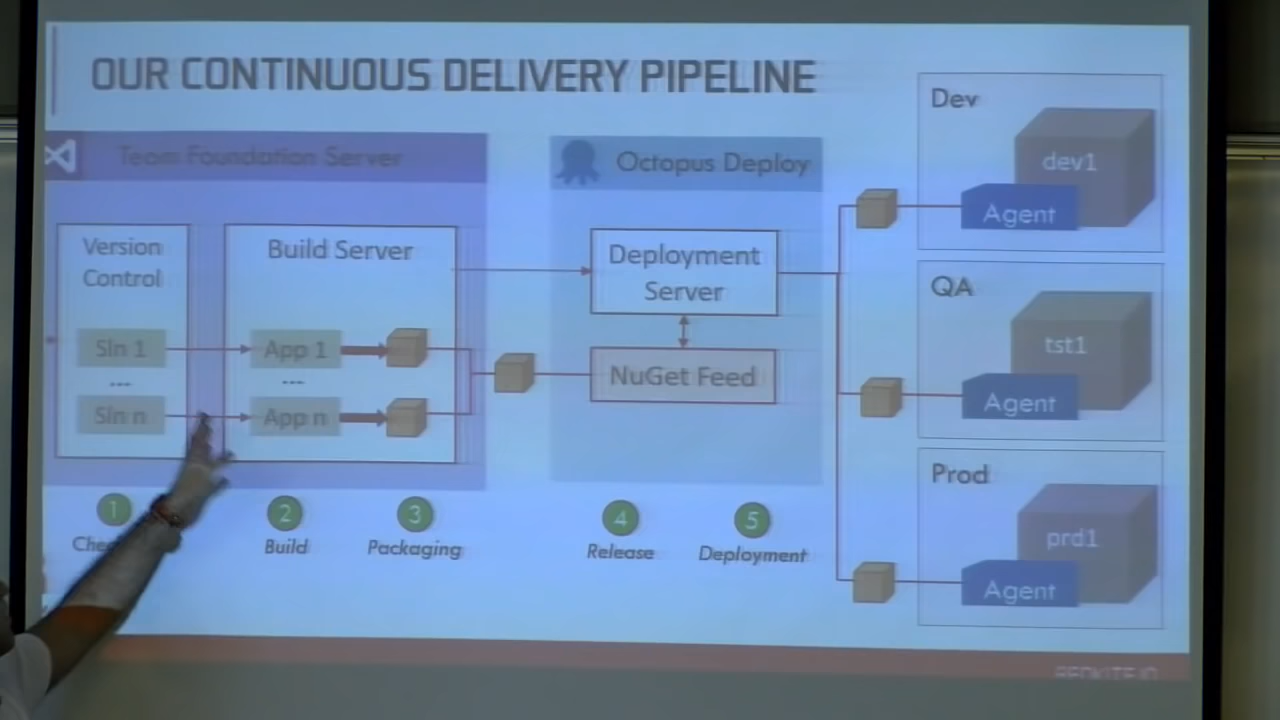 OUR CONTINUOUS DELIVERY PIPELINE
Team Foundation Server
Version
Control
Sln 1
...
Sln n
Build Server
App 1
...
App n
Octopus Deploy
Deployment
Server
NuGet Feed
Dev
dev1
Agent
QA
tst1
Agent
Prod
prd1
Agent
1
2
Build
3
Packaging
4
Release
5
Deployment